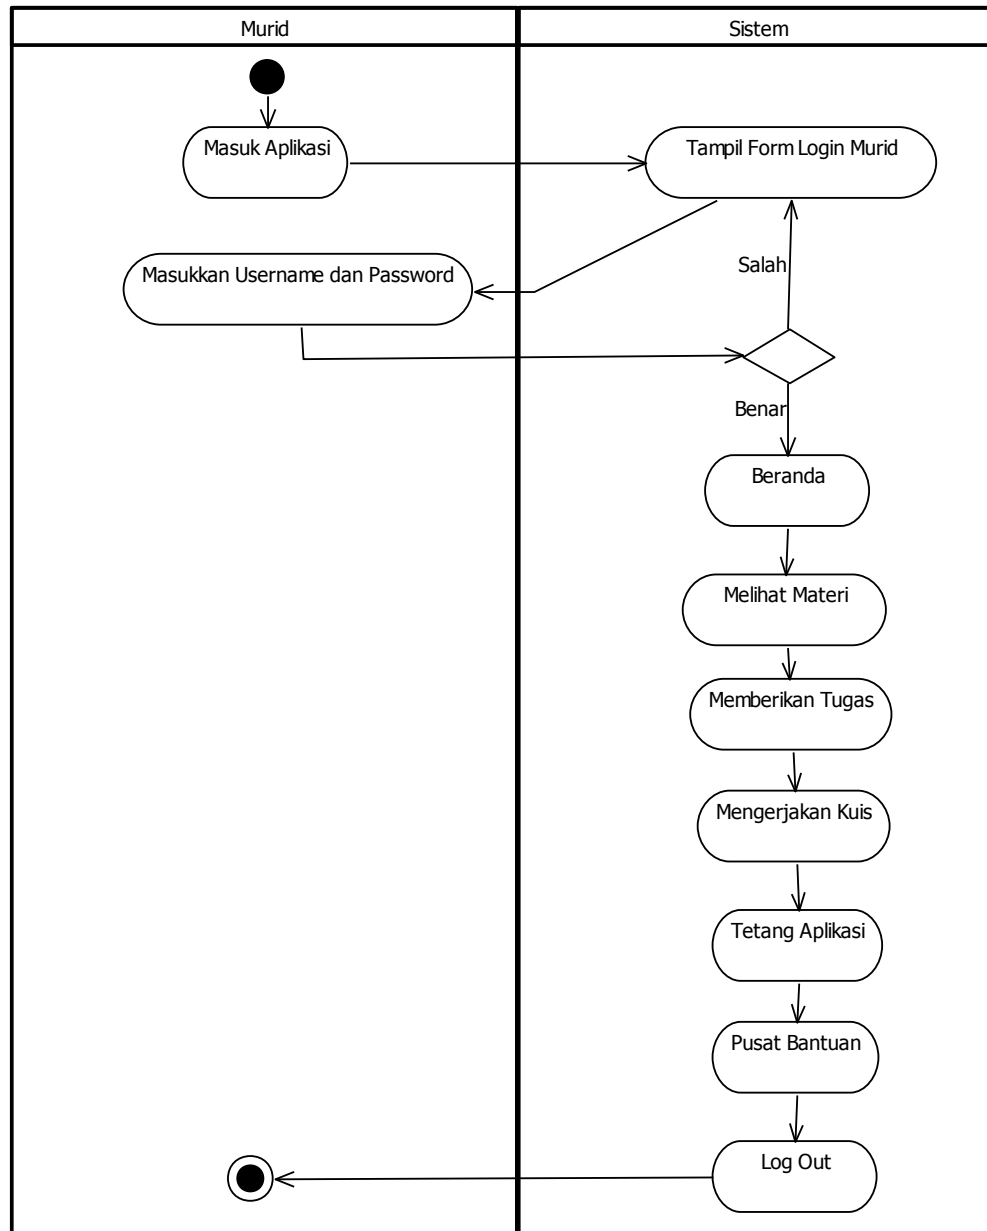 Murid
Sistem
Masuk Aplikasi
Tampil Form Login Murid
Salah
Masukkan Username dan Password
Benar
Beranda
Melihat Materi
Memberikan Tugas
Mengerjakan Kuis
Tetang Aplikasi
Pusat Bantuan
Log Out